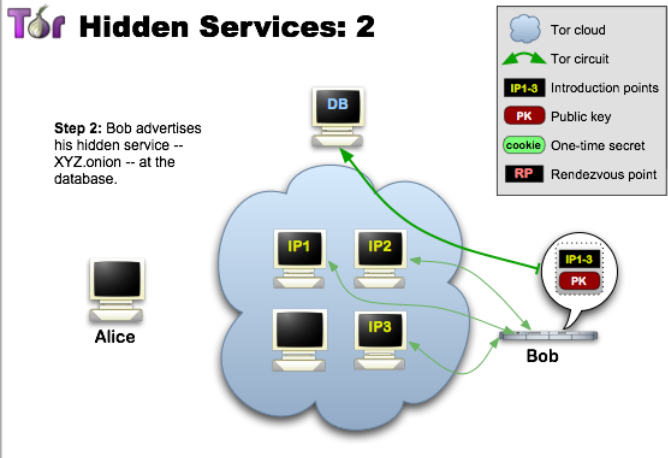 Tor Hidden Services: 2
Tor cloud
Tor circuit
IP1-3 Introduction points
PK Public key
cookie One-time secret
RP Rendezvous point
DB
Step 2: Bob advertises
his hidden service --
XYZ.onion -- at the
database.
IP1
IP2
IP1-3
PK
Alice
IP3
Bob